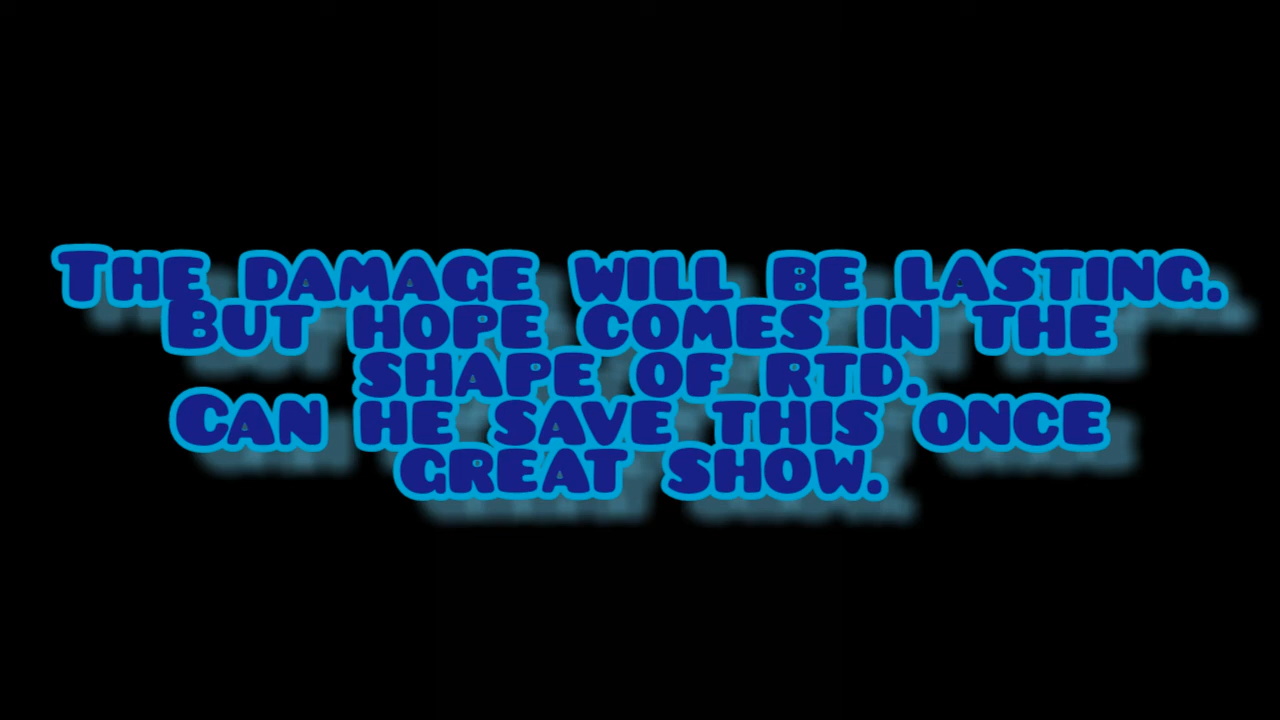 The damage will be lasting.
But hope comes in the
shape of RTD.
Can he save this once
great show.